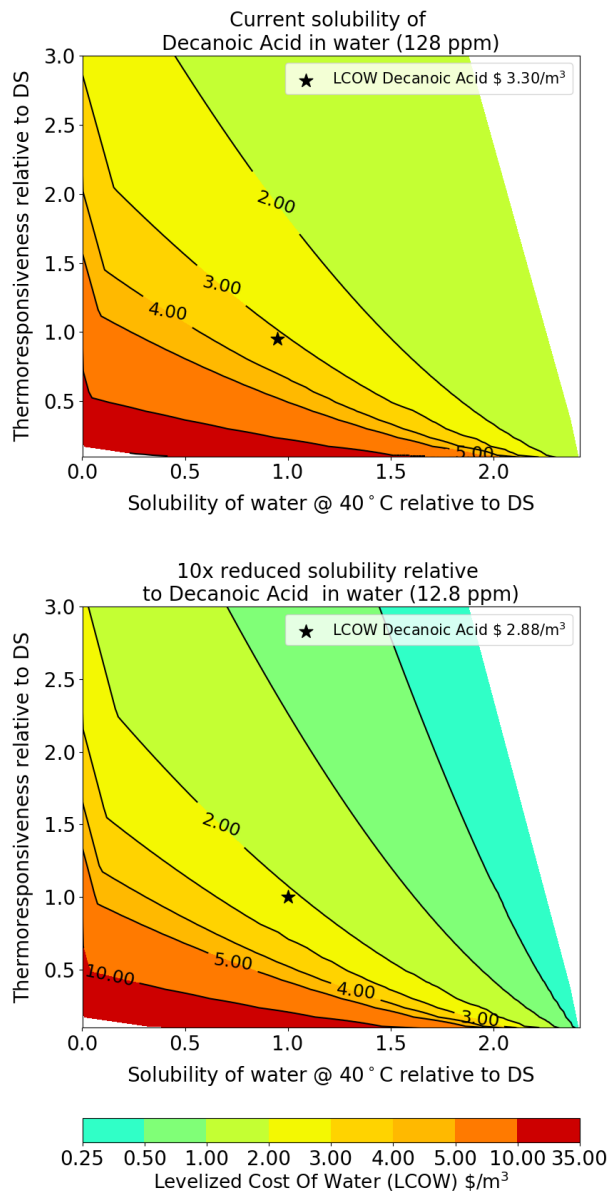 Current solubility of
Decanoic Acid in water (128 ppm)
LCOW Decanoic Acid $ 3.30/m³
Thermoresponsiveness relative to DS
3.0
2.5
2.0
1.5
1.0
0.5
2.00
3.00
4.00
5.00
0.0 0.5 1.0 1.5 2.0
Solubility of water @ 40°C relative to DS
10x reduced solubility relative
to Decanoic Acid in water (12.8 ppm)
LCOW Decanoic Acid $ 2.88/m³
Thermoresponsiveness relative to DS
3.0
2.5
2.0
1.5
1.0
0.5
2.00
5.00
10.00
4.00
3.00
0.0 0.5 1.0 1.5 2.0
Solubility of water @ 40°C relative to DS
0.25 0.50 1.00 2.00 3.00 4.00 5.00 10.00 35.00
Levelized Cost Of Water (LCOW) $/m³